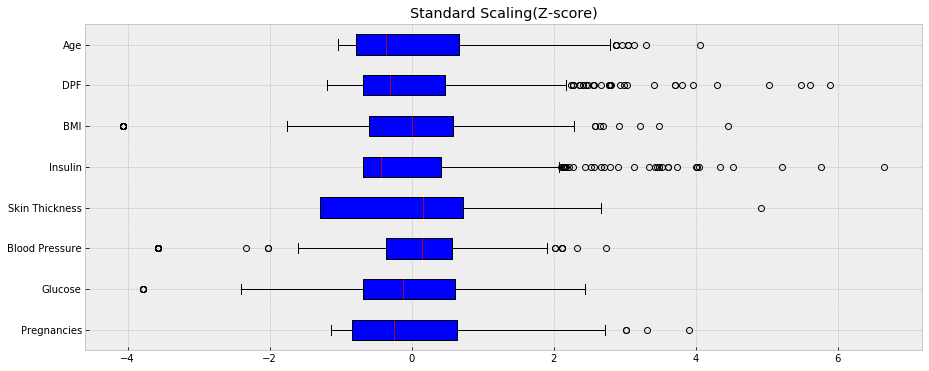 Standard Scaling(Z-score)
Age
DPF
BMI
Insulin
Skin Thickness
Blood Pressure
Glucose
Pregnancies
−4 −2 0 2 4 6